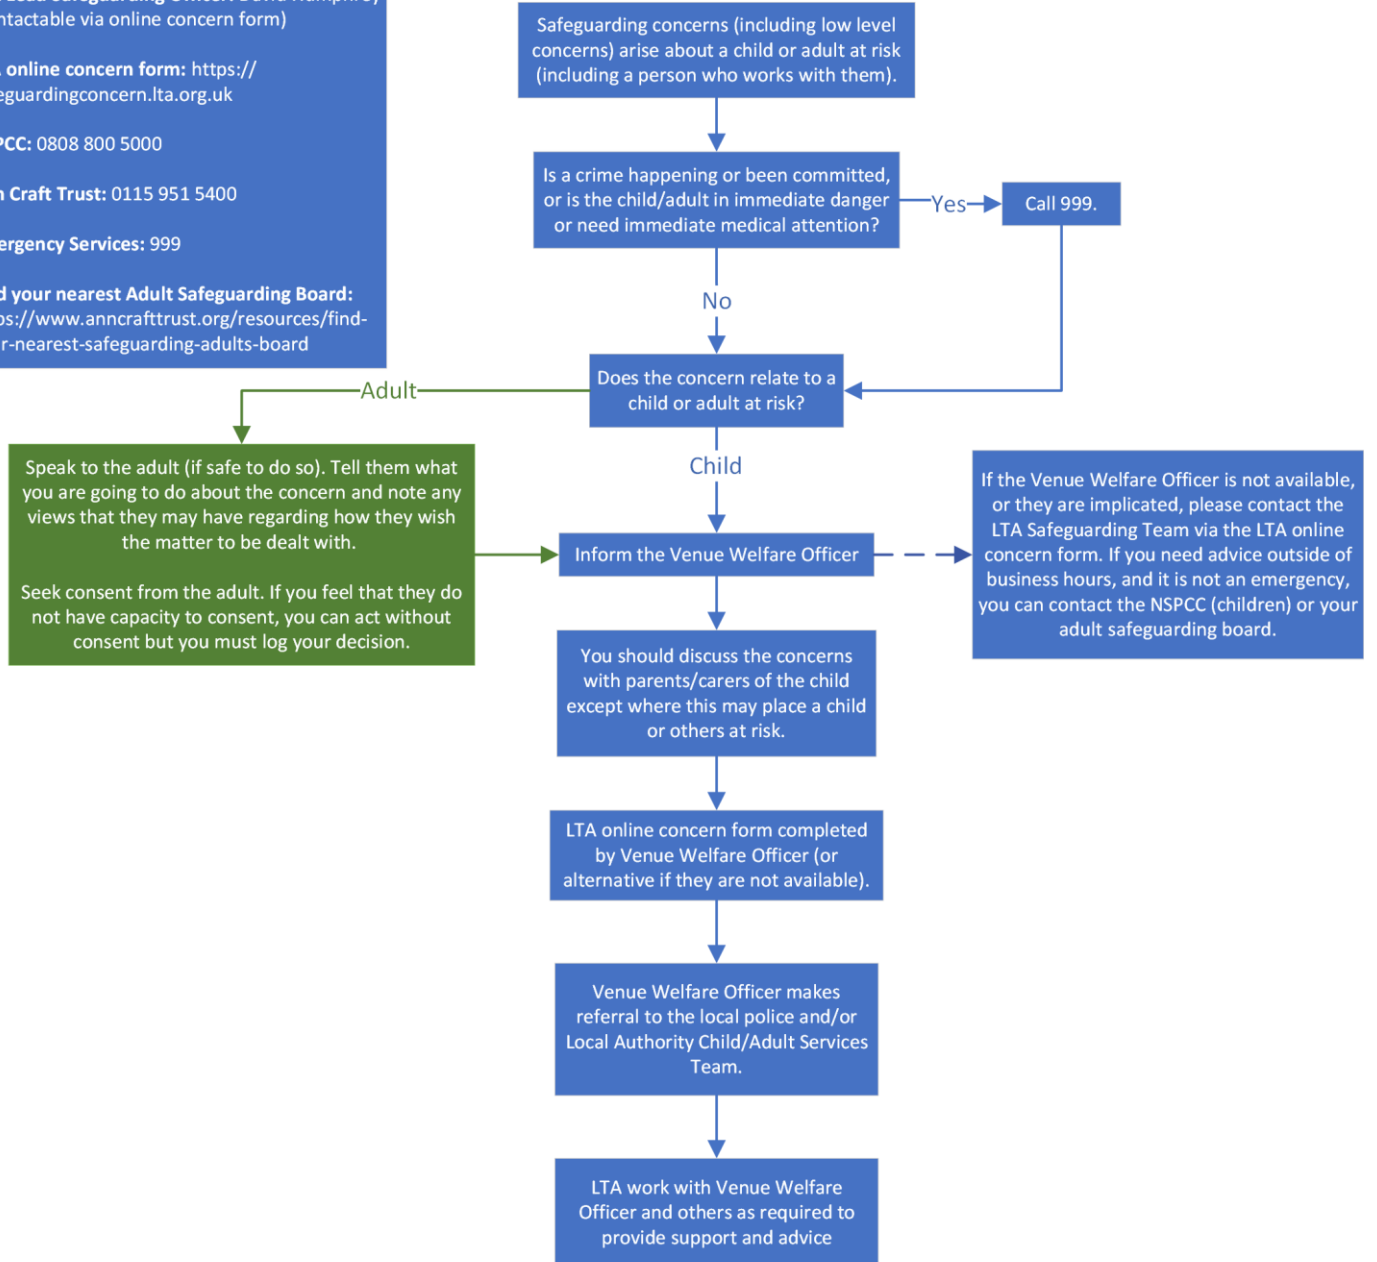 (contactable via online concern form)
online concern form: https://
safeguardingconcern.lta.org.uk
NSPCC: 0808 800 5000
Ann Craft Trust: 0115 951 5400
Emergency Services: 999
Find your nearest Adult Safeguarding Board:
https://www.anncrafttrust.org/resources/find-
your-nearest-safeguarding-adults-board
Safeguarding concerns (including low level
concerns) arise about a child or adult at risk
(including a person who works with them).
Is a crime happening or been committed,
or is the child/adult in immediate danger
or need immediate medical attention?
Yes
Call 999.
No
Does the concern relate to a
child or adult at risk?
Adult
Child
Speak to the adult (if safe to do so). Tell them what
you are going to do about the concern and note any
views that they may have regarding how they wish
the matter to be dealt with.
Seek consent from the adult. If you feel that they do
not have capacity to consent, you can act without
consent but you must log your decision.
Inform the Venue Welfare Officer
If the Venue Welfare Officer is not available,
or they are implicated, please contact the
LTA Safeguarding Team via the LTA online
concern form. If you need advice outside of
business hours, and it is not an emergency,
you can contact the NSPCC (children) or your
adult safeguarding board.
You should discuss the concerns
with parents/carers of the child
except where this may place a child
or others at risk.
LTA online concern form completed
by Venue Welfare Officer (or
alternative if they are not available).
Venue Welfare Officer makes
referral to the local police and/or
Local Authority Child/Adult Services
Team.
LTA work with Venue Welfare
Officer and others as required to
provide support and advice